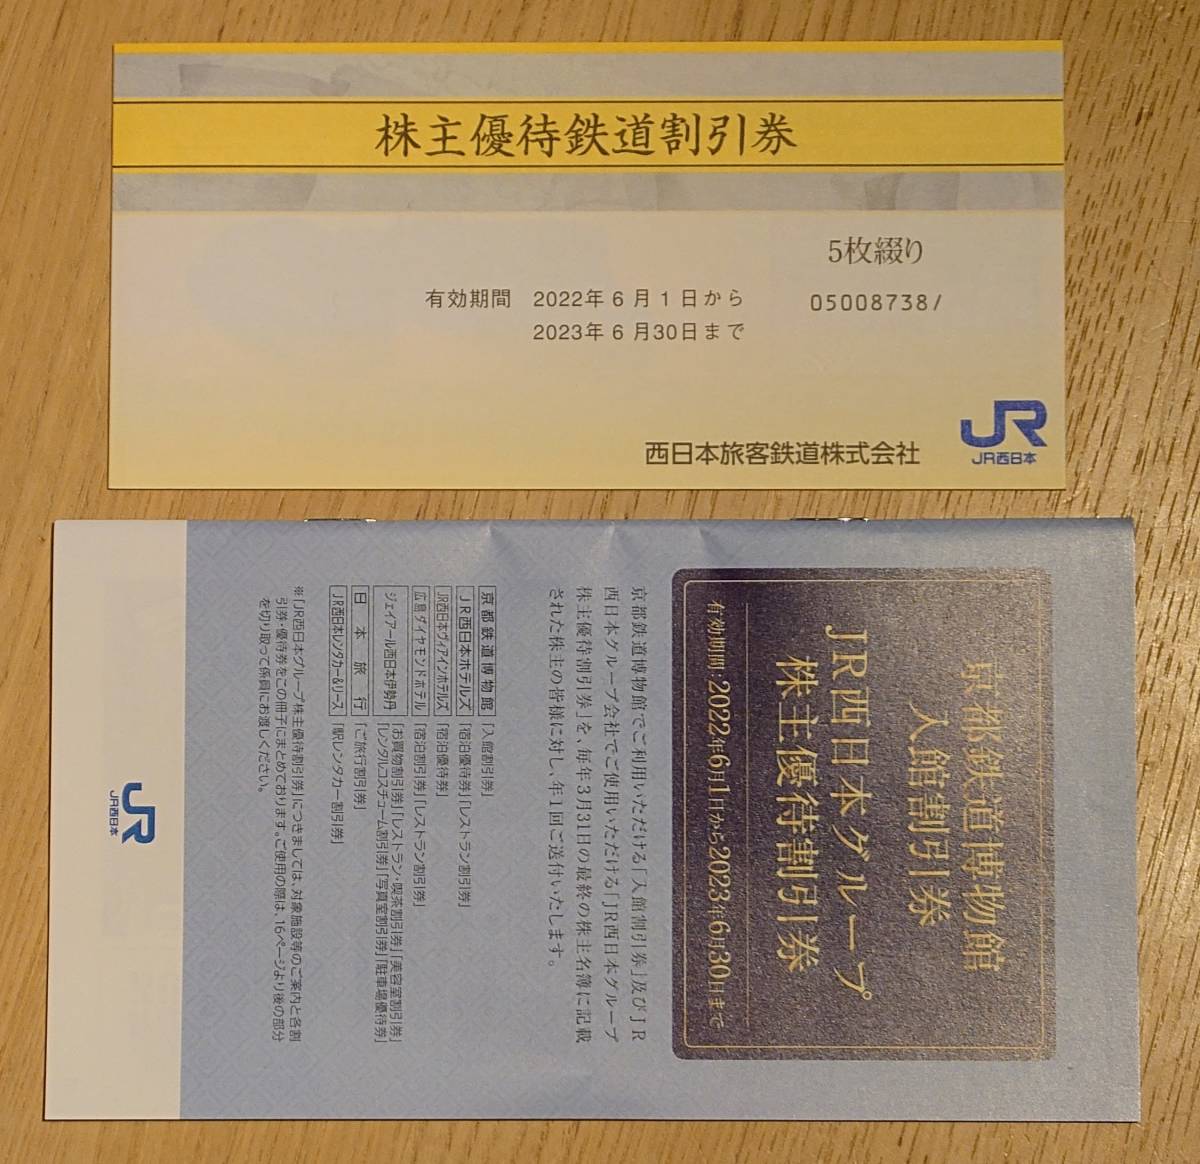 株主優待鉄道割引券
5枚綴り
有効期間 2022年6月1日から
2023年6月30日まで
05008738/
西日本旅客鉄道株式会社
JR
JR西日本
京都鉄道博物館
入館割引券
JR西日本グループ
株主優待割引券
有効期間：2022年6月1日から2023年6月30日まで
京都鉄道博物館でご利用いただける「入館割引券」及びJR
西日本グループ会社でご使用いただける「JR西日本グループ
株主優待割引券」を、毎年3月31日の最終の株主名簿に記載
された株主の皆様に対し、年1回ご送付いたします。
京都鉄道博物館 「入館割引券」
JR西日本ホテルズ 「宿泊優待券」「レストラン割引券」
JR西日本ヴィアインホテルズ 「宿泊優待券」
広島ダイヤモンドホテル 「宿泊割引券」「レストラン割引券」
ジェイアール西日本伊勢丹 「お買物割引券」「レストラン・喫茶割引券」「美容室割引券」
「レンタルコスチューム割引券」「写真室割引券」「駐車場優待券」
日本旅行 「ご旅行割引券」
JR西日本レンタカー&リース 「駅レンタカー割引券」
※「JR西日本グループ株主優待割引券」につきましては、対象施設等のご案内と各割
引券・優待券をこの冊子にまとめております。ご使用の際は、16ページより後の部分
を切り取って係員にお渡しください。
JR
JR西日本